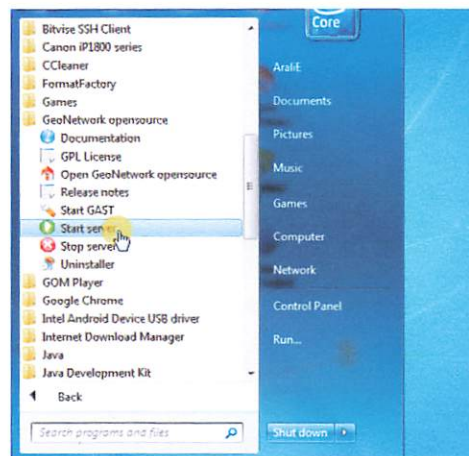 Core
Bitvise SSH Client
Canon iP1800 series
CCleaner
FormatFactory
Games
GeoNetwork opensource
Documentation
GPL License
Open GeoNetwork opensource
Release notes
Start GAST
Start server
Stop server
Uninstaller
GOM Player
Google Chrome
Intel Android Device USB driver
Internet Download Manager
Java
Java Development Kit
Back
Search programs and files
AraliE
Documents
Pictures
Music
Games
Computer
Network
Control Panel
Run...
Shut down